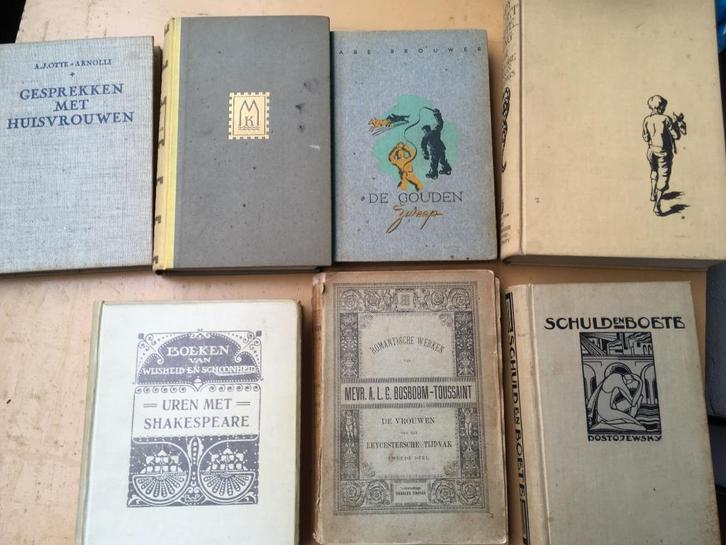 A.J.OTTE-ARNOLLI
GESPREKKEN
MET
HUISVROUWEN
M
K
ABE BROUWER
DE GOUDEN
Zweep
BOEKEN
VAN
WIJSHEID EN SCHOONHEID
UREN MET
SHAKESPEARE
ROMANTISCHE WERKEN
VAN
MEVR. A. L. G. BOSBOOM-TOUSSAINT
DE VROUWEN
VAN HET
LEYCESTERSCHE TIJDVAK
TWEEDE DEEL
SCHULD EN BOETE
SCHULD EN BOETE
DOSTOJEWSKY